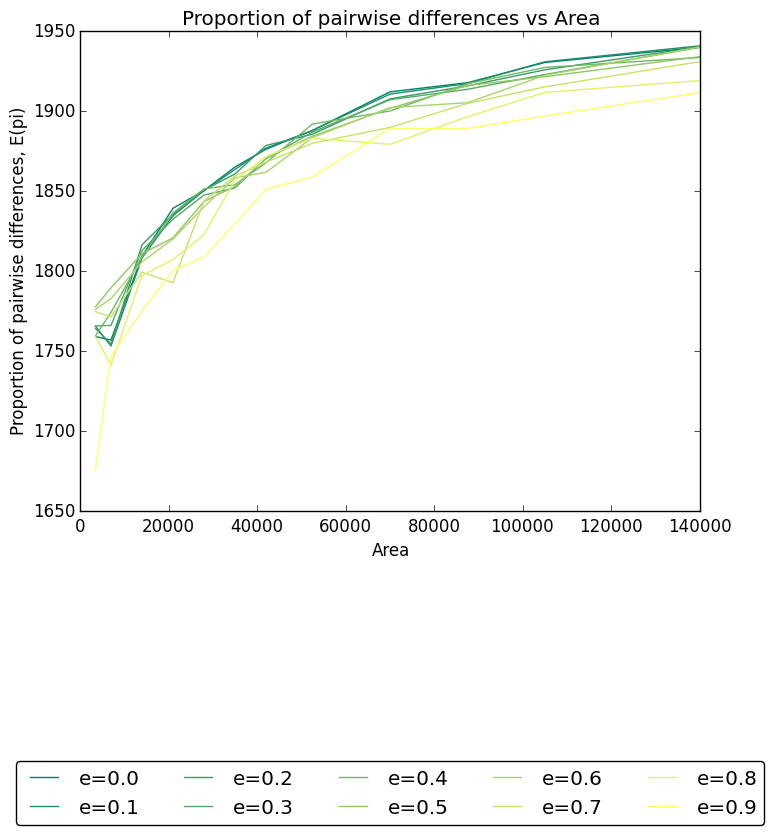 Proportion of pairwise differences vs Area
Proportion of pairwise differences, E(pi)
1950
1900
1850
1800
1750
1700
1650
0 20000 40000 60000 80000 100000 120000 140000
Area
e=0.0 e=0.2 e=0.4 e=0.6 e=0.8
e=0.1 e=0.3 e=0.5 e=0.7 e=0.9